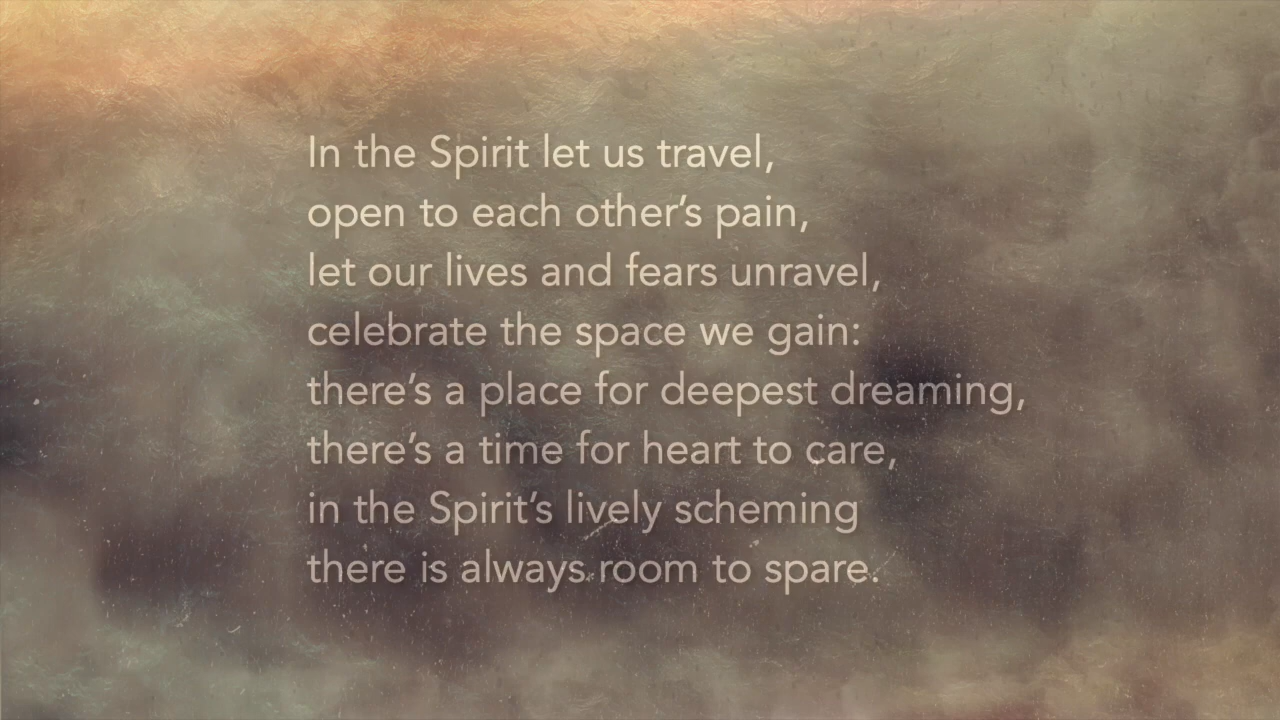 In the Spirit let us travel,
open to each other’s pain,
let our lives and fears unravel,
celebrate the space we gain:
there’s a place for deepest dreaming,
there’s a time for heart to care,
in the Spirit’s lively scheming
there is always room to spare.